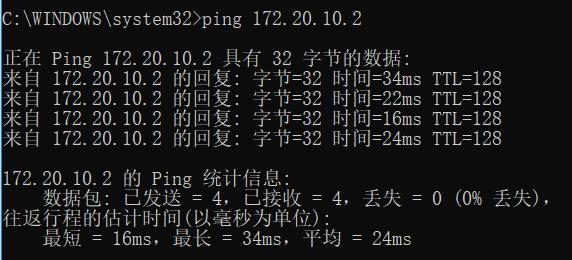 C:\WINDOWS\system32>ping 172.20.10.2
正在 Ping 172.20.10.2 具有 32 字节的数据:
来自 172.20.10.2 的回复: 字节=32 时间=34ms TTL=128
来自 172.20.10.2 的回复: 字节=32 时间=22ms TTL=128
来自 172.20.10.2 的回复: 字节=32 时间=16ms TTL=128
来自 172.20.10.2 的回复: 字节=32 时间=24ms TTL=128
172.20.10.2 的 Ping 统计信息:
数据包: 已发送 = 4，已接收 = 4，丢失 = 0 (0% 丢失)，
往返行程的估计时间(以毫秒为单位):
最短 = 16ms，最长 = 34ms，平均 = 24ms